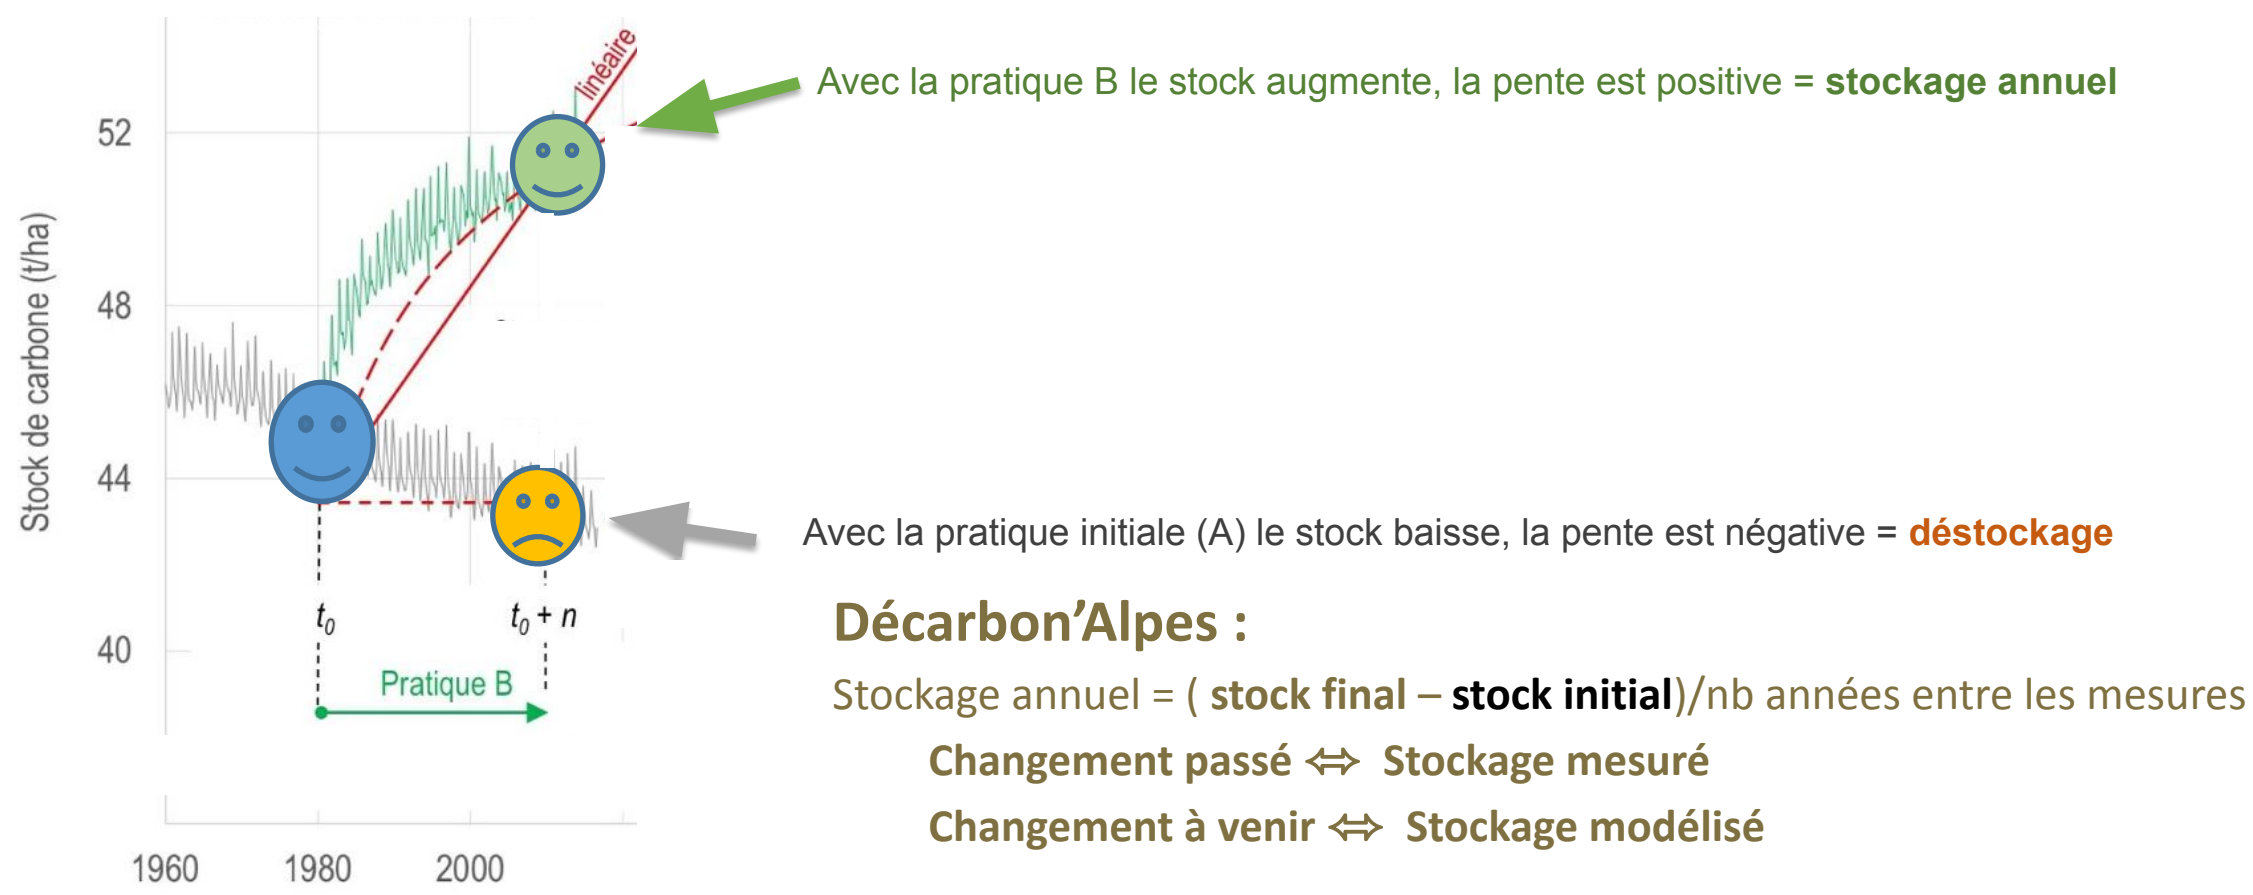 linéaire
Avec la pratique B le stock augmente, la pente est positive = stockage annuel
52
Stock de carbone (t/ha)
48
44
Avec la pratique initiale (A) le stock baisse, la pente est négative = déstockage
t0
t0 + n
Décarbon’Alpes :
40
Pratique B
Stockage annuel = ( stock final – stock initial)/nb années entre les mesures
Changement passé ⇔ Stockage mesuré
Changement à venir ⇔ Stockage modélisé
1960 1980 2000